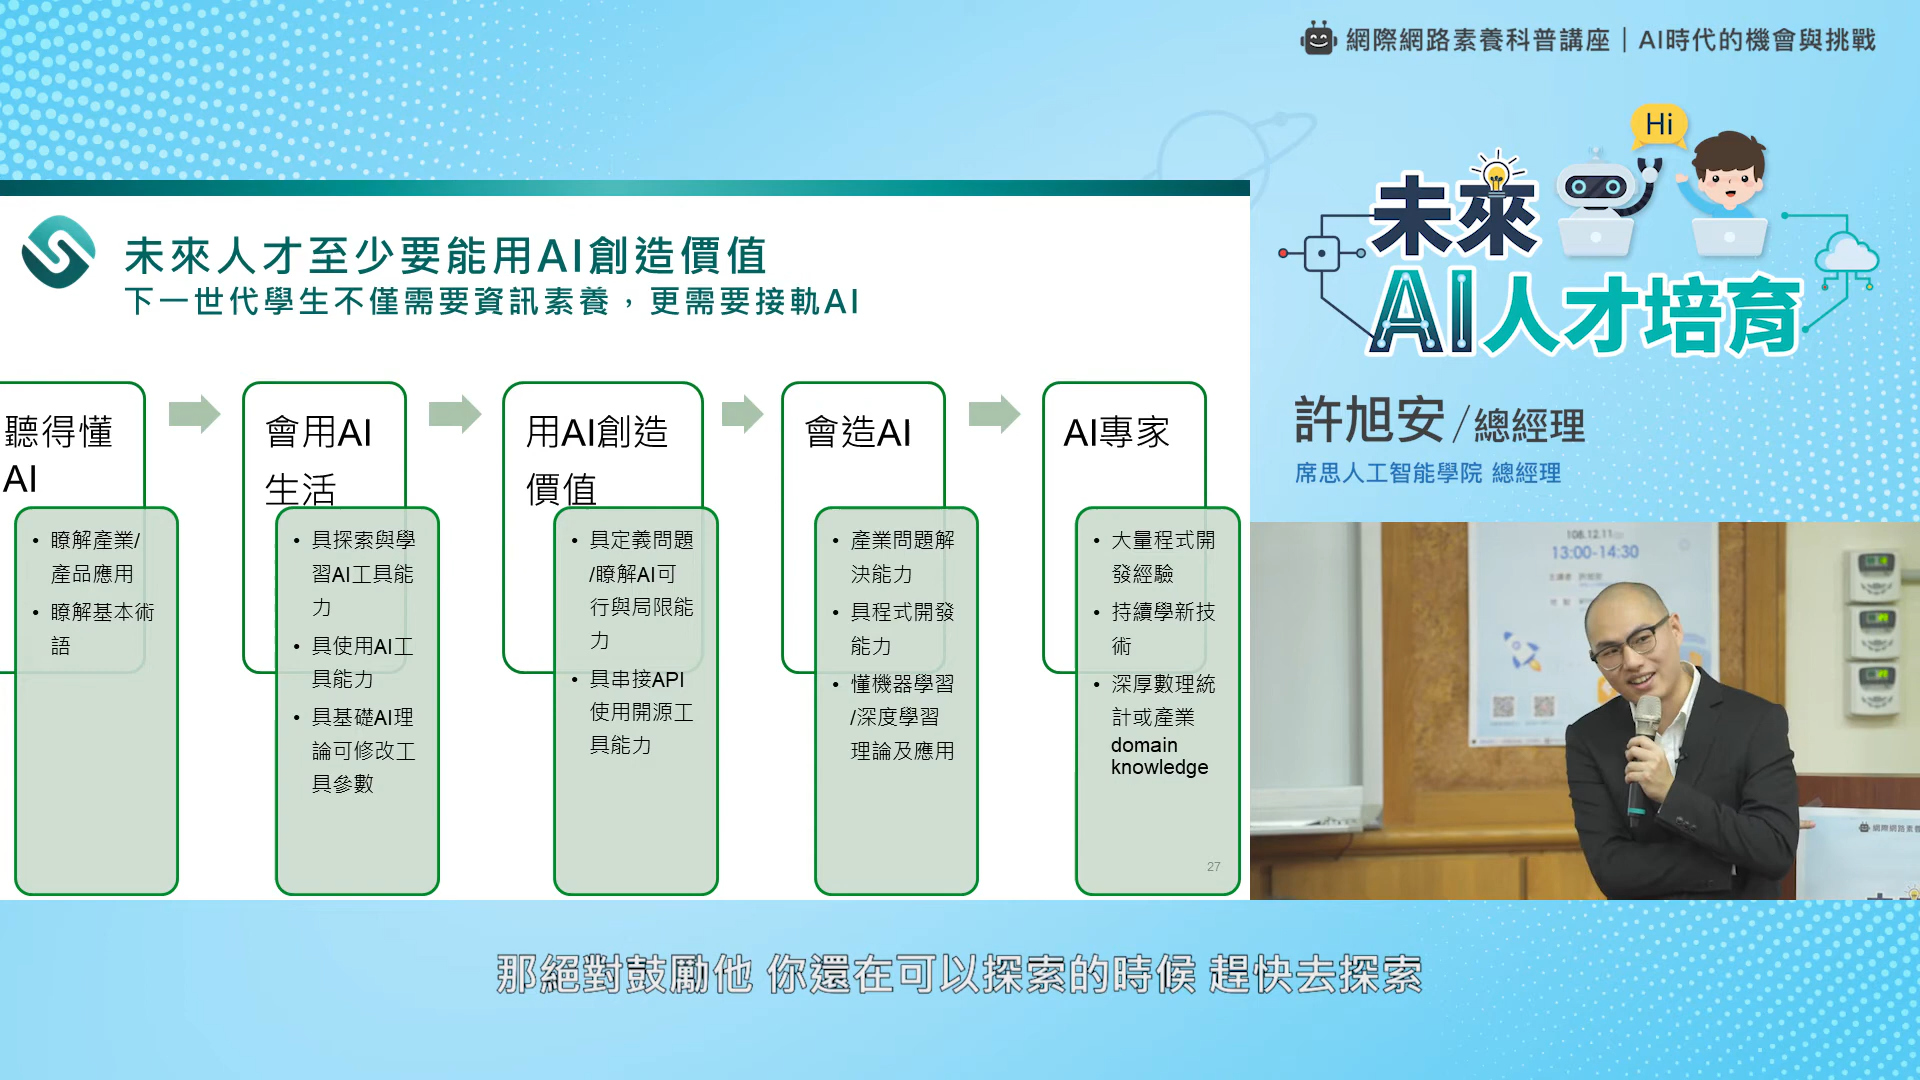 網際網路素養科普講座｜AI時代的機會與挑戰
Hi
未來
AI人才培育
許旭安/總經理
席思人工智能學院 總經理
未來人才至少要能用AI創造價值
下一世代學生不僅需要資訊素養，更需要接軌AI
聽得懂
AI
• 瞭解產業/
產品應用
• 瞭解基本術
語
會用AI
生活
• 具探索與學
習AI工具能
力
• 具使用AI工
具能力
• 具基礎AI理
論可修改工
具參數
用AI創造
價值
• 具定義問題
/瞭解AI可
行與局限能
力
• 具串接API
使用開源工
具能力
會造AI
• 產業問題解
決能力
• 具程式開發
能力
• 懂機器學習
/深度學習
理論及應用
AI專家
• 大量程式開
發經驗
• 持續學新技
術
• 深厚數理統
計或產業
domain
knowledge
27
108.12.11
13:00-14:30
網際網路素養
那絕對鼓勵他 你還在可以探索的時候 趕快去探索